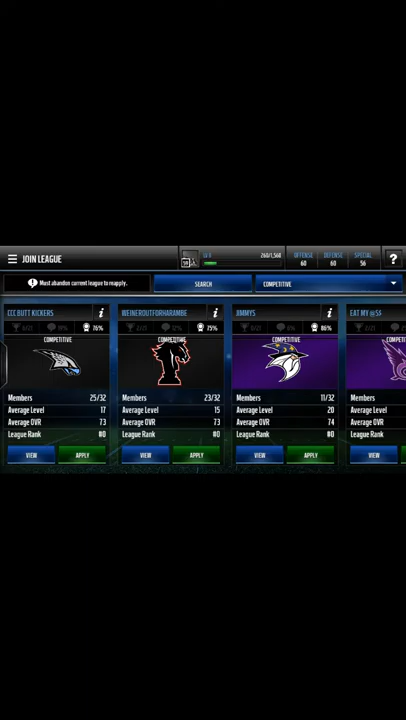 JOIN LEAGUE
260/1,568
OFFENSE
60
DEFENSE
60
SPECIAL
56
?
Must abandon current league to reapply.
SEARCH
COMPETITIVE
CCC BUTT KICKERS
i
76%
COMPETITIVE
Members 25/32
Average Level 17
Average OVR 73
League Rank #0
VIEW
APPLY
WEINEROUTFORHARAMBE
i
12%
75%
COMPETITIVE
Members 23/32
Average Level 15
Average OVR 73
League Rank #0
VIEW
APPLY
JIMMYS
i
86%
COMPETITIVE
Members 11/32
Average Level 20
Average OVR 74
League Rank #0
VIEW
APPLY
EAT MY @$$
Members
Average Level
Average OVR
League Rank
VIEW